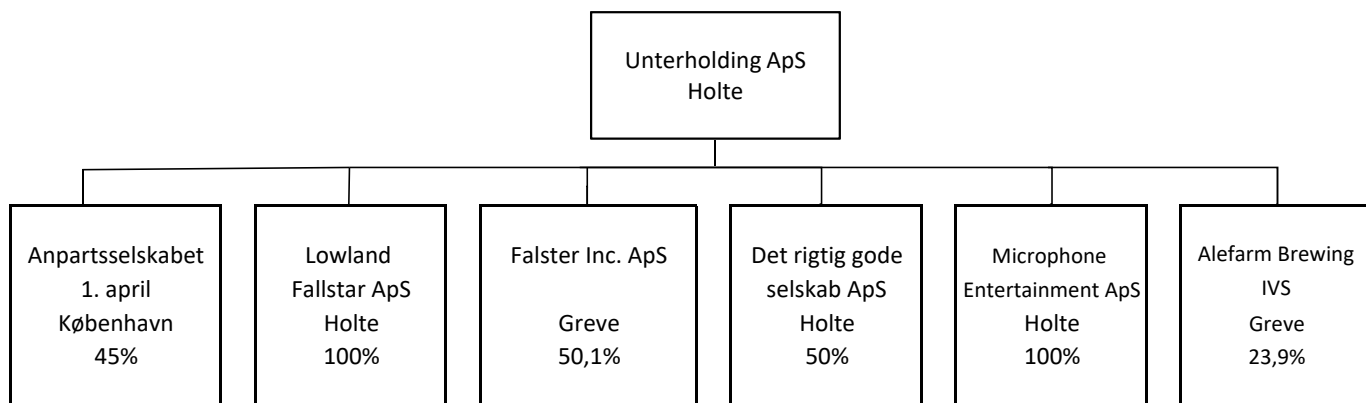 Unterholding ApS
Holte
Anpartsselskabet
1. april
København
45%
Lowland
Fallstar ApS
Holte
100%
Falster Inc. ApS
Greve
50,1%
Det rigtig gode
selskab ApS
Holte
50%
Microphone
Entertainment ApS
Holte
100%
Alefarm Brewing
IVS
Greve
23,9%